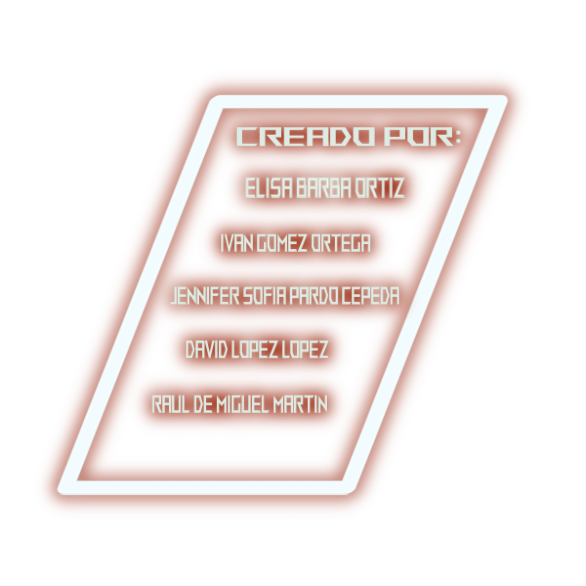 CREADO POR:
ELISA BARBA ORTIZ
IVAN GOMEZ ORTEGA
JENNIFER SOFIA PARDO CEPEDA
DAVID LOPEZ LOPEZ
RAUL DE MIGUEL MARTIN